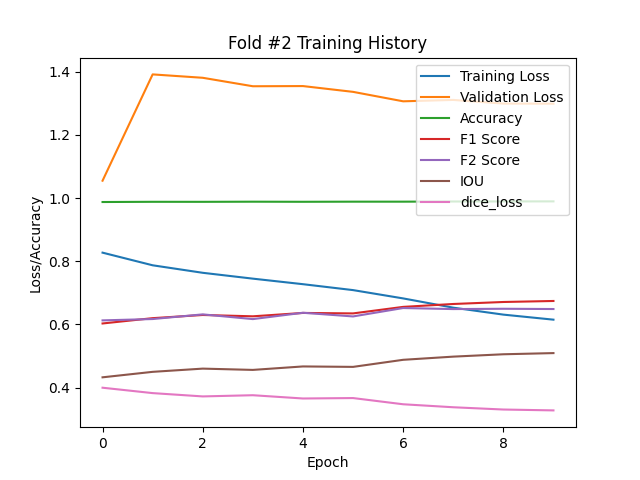 Fold #2 Training History
Loss/Accuracy
1.4
1.2
1.0
0.8
0.6
0.4
Training Loss
Validation Loss
Accuracy
F1 Score
F2 Score
IOU
dice_loss
0 2 4 6 8
Epoch